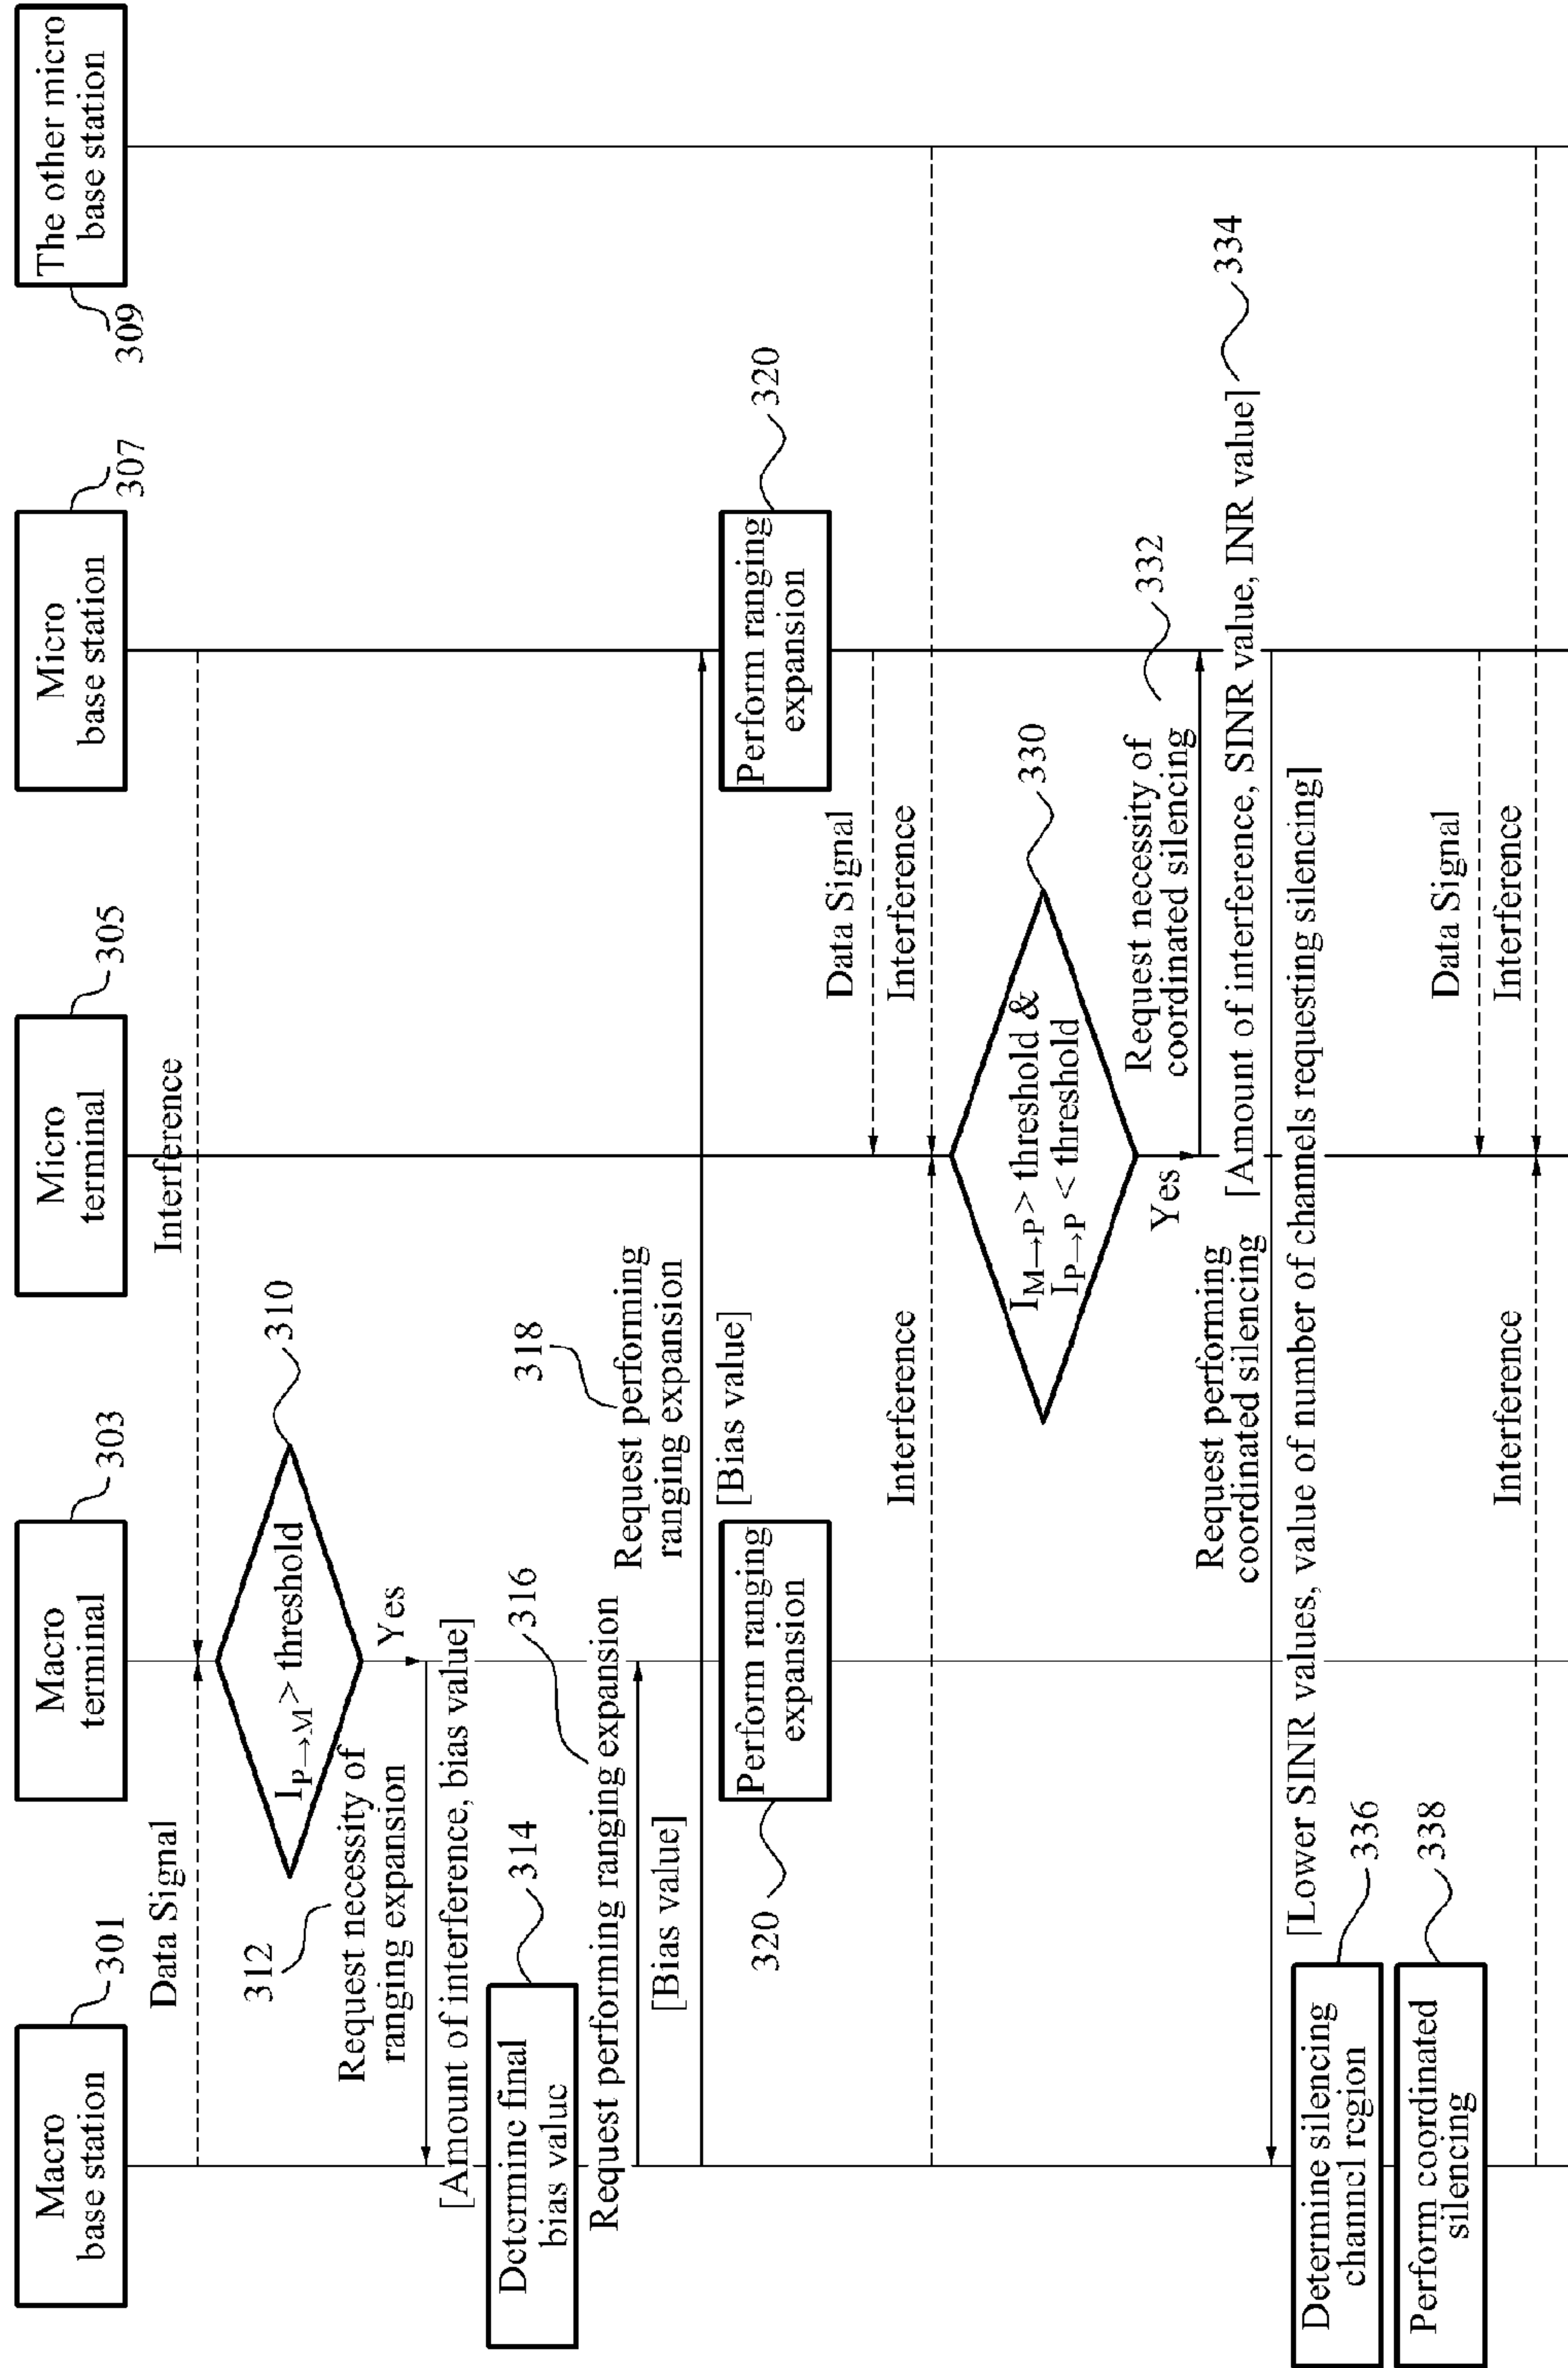 Macro
base station
301
Macro
terminal
303
Micro
terminal
305
Micro
base station
307
The other micro
base station
309
Data Signal
Interference
I_P→M > threshold
310
Yes
312
Request necessity of
ranging expansion
[Amount of interference, bias value]
Determine final
bias value
314
Request performing ranging expansion
316
[Bias value]
318
Request performing
ranging expansion
[Bias value]
Perform ranging
expansion
320
Perform ranging
expansion
320
Data Signal
Interference
Interference
I_M→P > threshold &
I_P→P < threshold
330
Yes
Request necessity of
coordinated silencing
332
[Amount of interference, SINR value, INR value]
334
Request performing
coordinated silencing
[Lower SINR values, value of number of channels requesting silencing]
Determine silencing
channel region
336
Perform coordinated
silencing
338
Data Signal
Interference
Interference